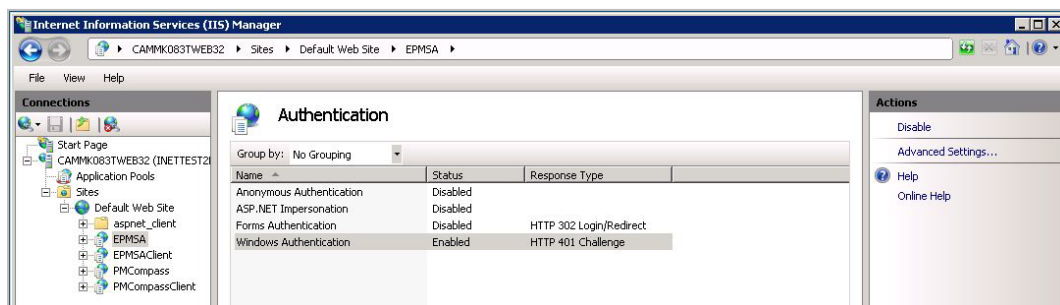 Internet Information Services (IIS) Manager
CAMMK083TWEB32 Sites Default Web Site EPMSA
File View Help
Connections
Start Page
CAMMK083TWEB32 (INETTEST2
Application Pools
Sites
Default Web Site
aspnet_client
EPMSA
EPMSAClient
PMCompass
PMCompassClient
Authentication
Group by: No Grouping
Name Status Response Type
Anonymous Authentication Disabled
ASP.NET Impersonation Disabled
Forms Authentication Disabled HTTP 302 Login/Redirect
Windows Authentication Enabled HTTP 401 Challenge
Actions
Disable
Advanced Settings...
Help
Online Help